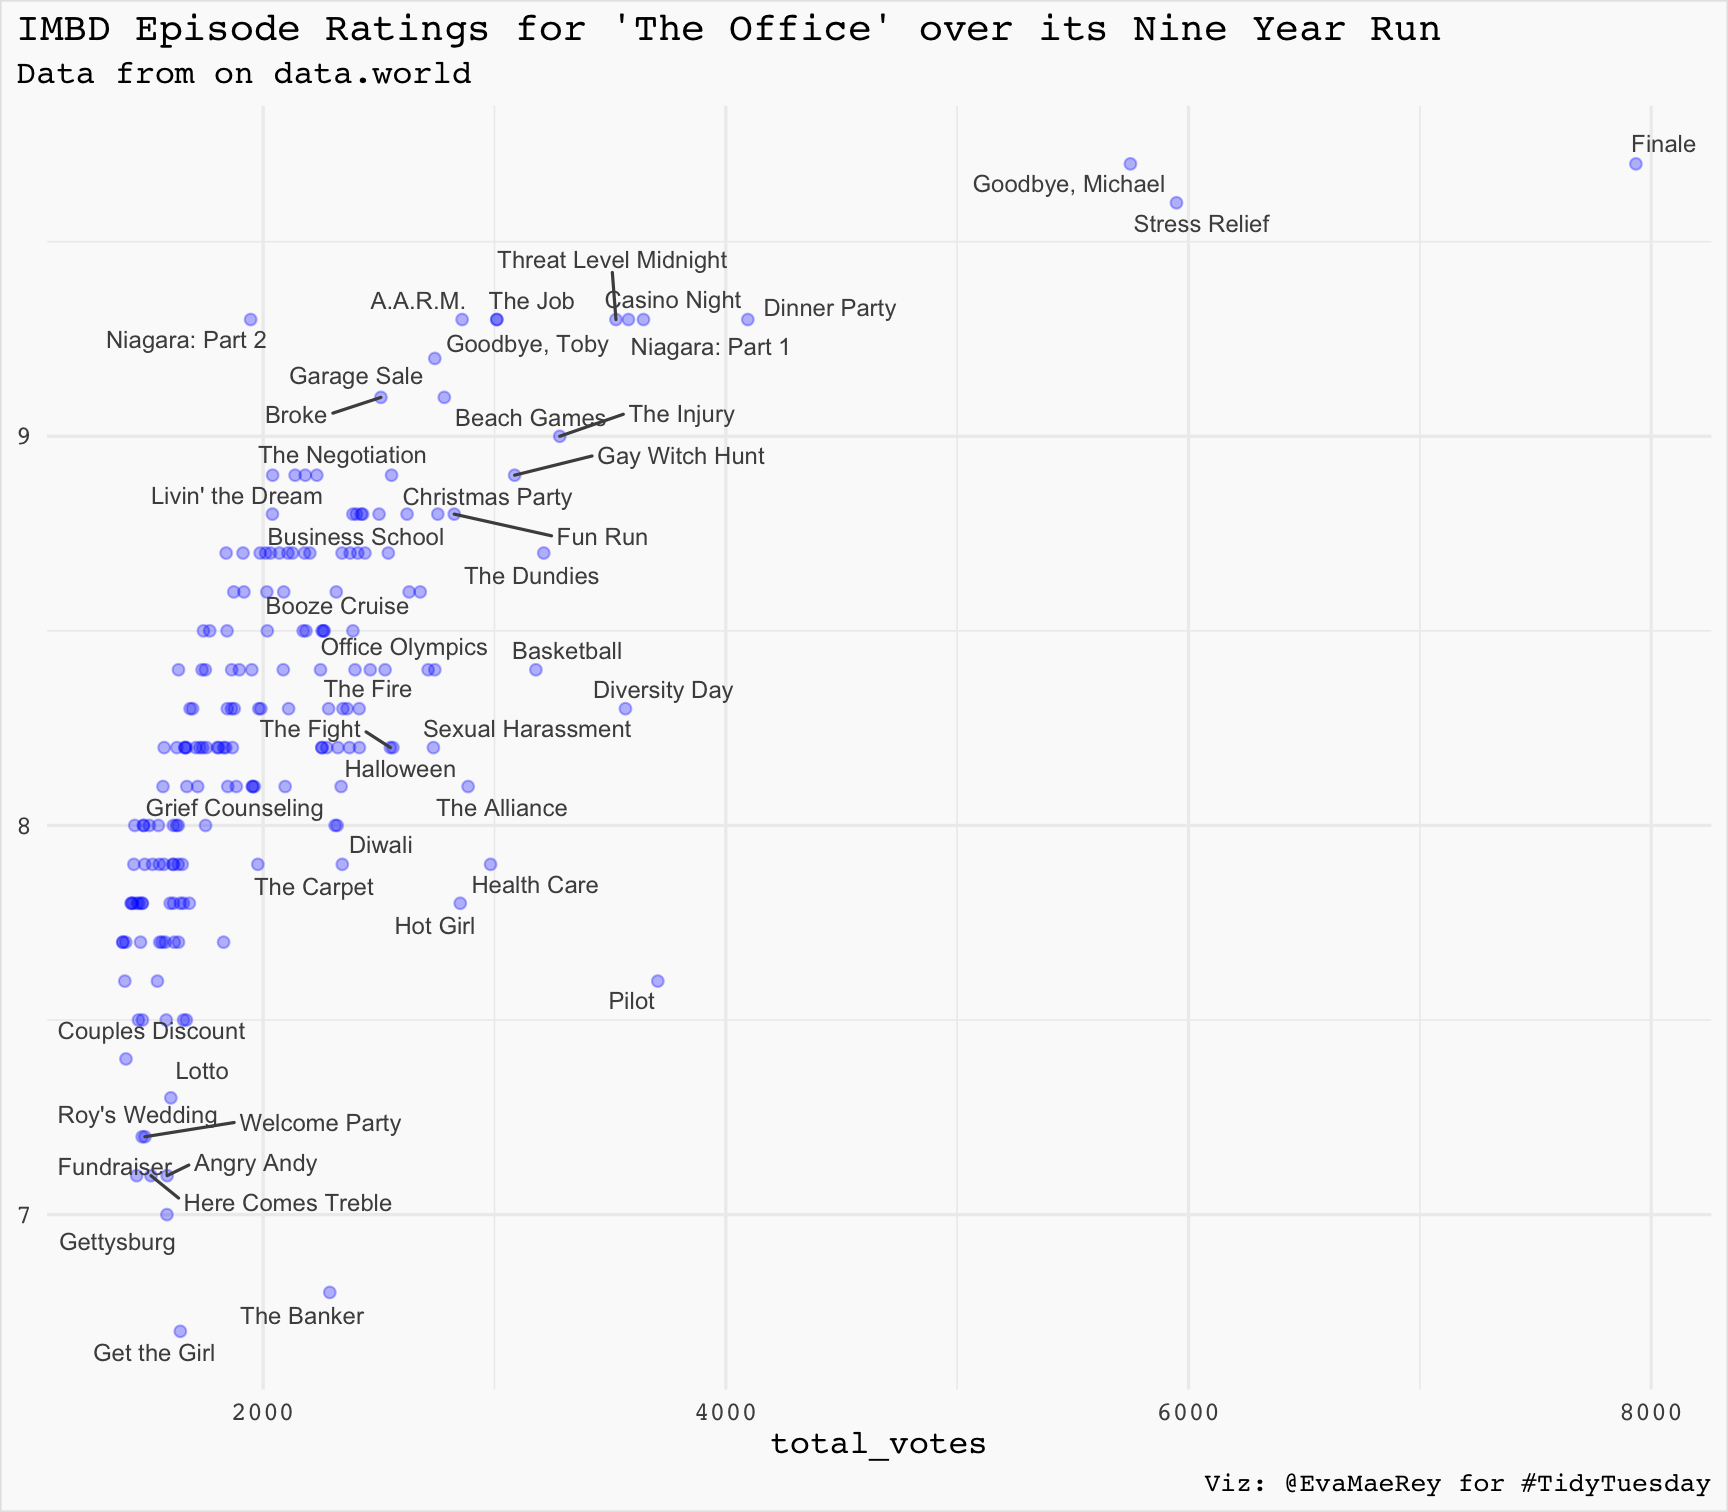 IMBD Episode Ratings for 'The Office' over its Nine Year Run
Data from on data.world
Finale
Goodbye, Michael
Stress Relief
Threat Level Midnight
A.A.R.M.
The Job
Casino Night
Dinner Party
Niagara: Part 2
Goodbye, Toby
Niagara: Part 1
Garage Sale
Broke
Beach Games
The Injury
9
The Negotiation
Gay Witch Hunt
Livin' the Dream
Christmas Party
Business School
Fun Run
The Dundies
Booze Cruise
Office Olympics
Basketball
The Fire
Diversity Day
The Fight
Sexual Harassment
Halloween
Grief Counseling
The Alliance
8
Diwali
The Carpet
Health Care
Hot Girl
Pilot
Couples Discount
Lotto
Roy's Wedding
Welcome Party
Fundraiser
Angry Andy
Here Comes Treble
7
Gettysburg
The Banker
Get the Girl
2000 4000 6000 8000
total_votes
Viz: @EvaMaeRey for #TidyTuesday